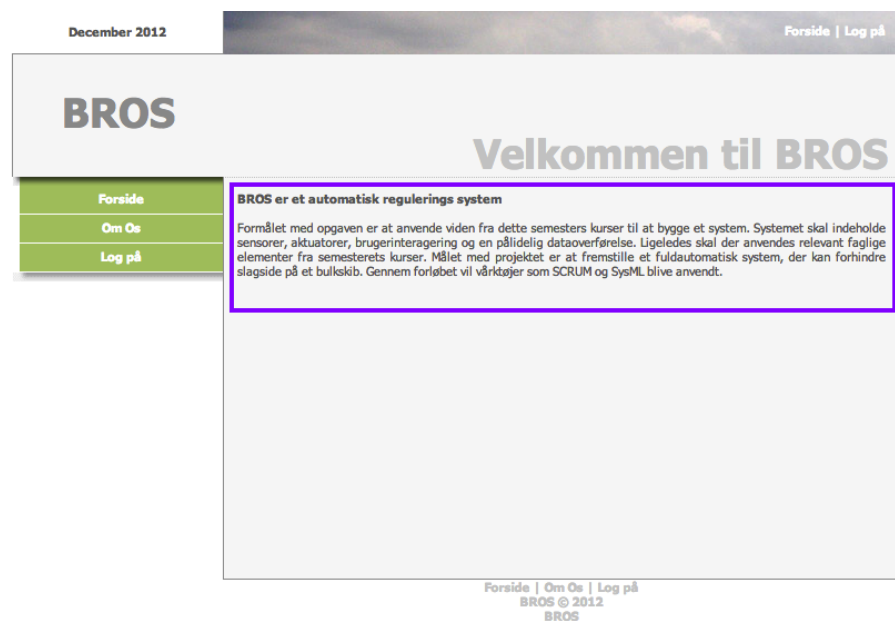 December 2012
Forside | Log på
BROS
Velkommen til BROS
Forside
Om Os
Log på
BROS er et automatisk regulerings system
Formålet med opgaven er at anvende viden fra dette semesters kurser til at bygge et system. Systemet skal indeholde
sensorer, aktuatorer, brugerinteragering og en pålidelig dataoverførelse. Ligeledes skal der anvendes relevant faglige
elementer fra semesterets kurser. Målet med projektet er at fremstille et fuldautomatisk system, der kan forhindre
slagside på et bulkskib. Gennem forløbet vil vårktøjer som SCRUM og SysML blive anvendt.
Forside | Om Os | Log på
BROS © 2012
BROS